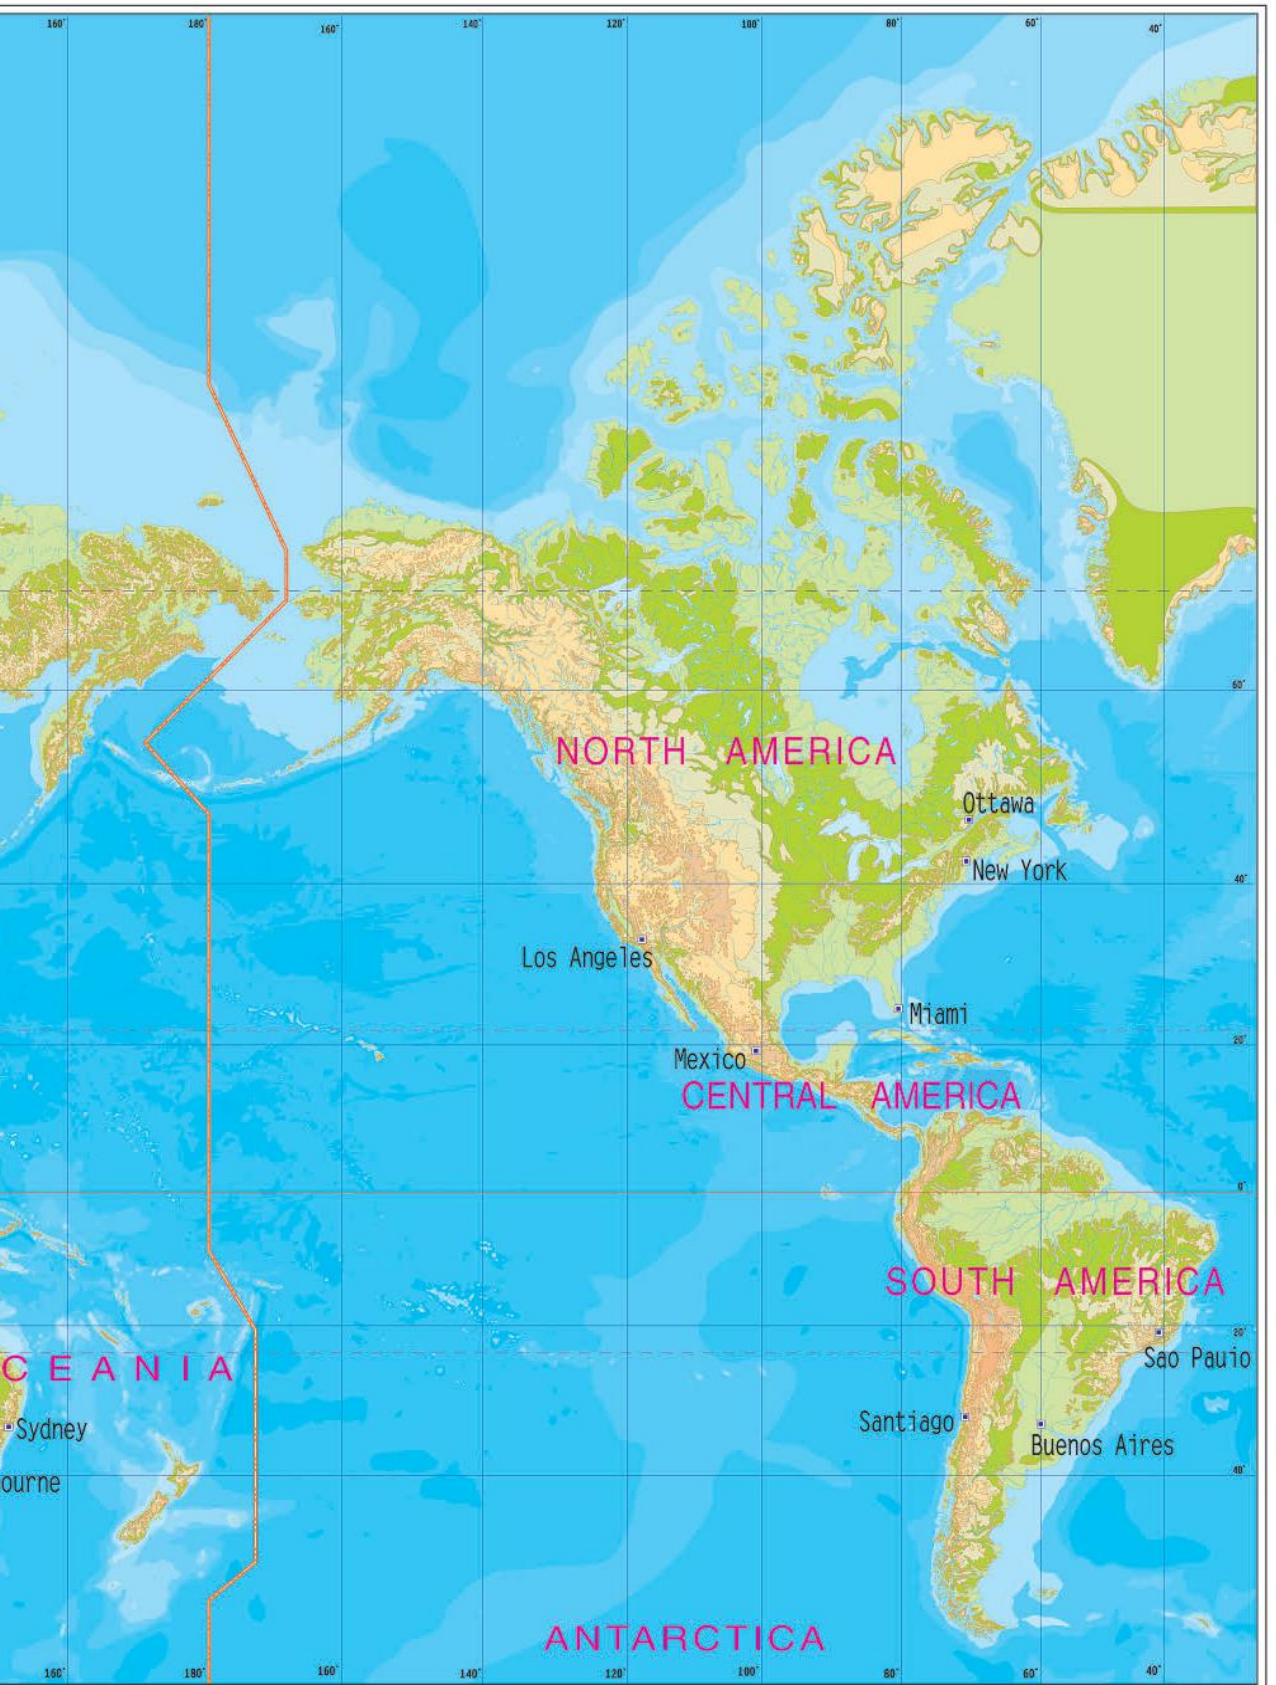 160° 180° 160° 140° 120° 100° 80° 60° 40°
60°
NORTH AMERICA
Ottawa
New York
40°
Los Angeles
Miami
20°
Mexico
CENTRAL AMERICA
0°
SOUTH AMERICA
20°
Sao Pauio
CEANIA
Santiago
Sydney
Buenos Aires
40°
ourne
ANTARCTICA
160° 180° 160° 140° 120° 100° 80° 60° 40°